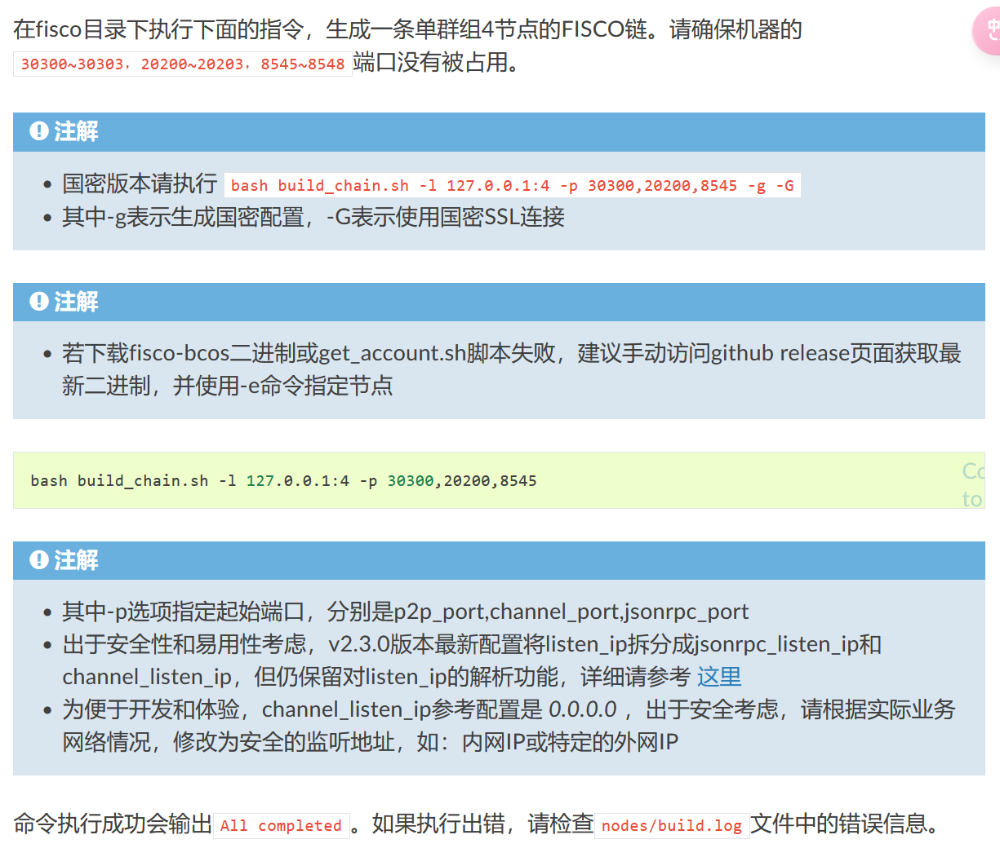 在fisco目录下执行下面的指令，生成一条单群组4节点的FISCO链。请确保机器的
30300~30303，20200~20203，8545~8548 端口没有被占用。
注解
• 国密版本请执行 bash build_chain.sh -l 127.0.0.1:4 -p 30300,20200,8545 -g -G
• 其中-g表示生成国密配置，-G表示使用国密SSL连接
注解
• 若下载fisco-bcos二进制或get_account.sh脚本失败，建议手动访问github release页面获取最
新二进制，并使用-e命令指定节点
bash build_chain.sh -l 127.0.0.1:4 -p 30300,20200,8545
注解
• 其中-p选项指定起始端口，分别是p2p_port,channel_port,jsonrpc_port
• 出于安全性和易用性考虑，v2.3.0版本最新配置将listen_ip拆分成jsonrpc_listen_ip和
channel_listen_ip，但仍保留对listen_ip的解析功能，详细请参考 这里
• 为便于开发和体验，channel_listen_ip参考配置是 0.0.0.0 ，出于安全考虑，请根据实际业务
网络情况，修改为安全的监听地址，如：内网IP或特定的外网IP
命令执行成功会输出 All completed 。如果执行出错，请检查 nodes/build.log 文件中的错误信息。